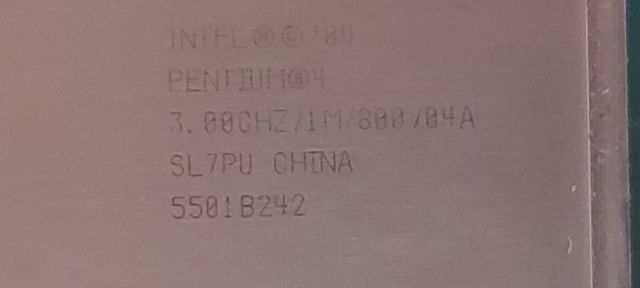 INTEL Ⓜ © '04
PENTIUM® 4
3.00GHZ/1M/800/04A
SL7PU CHINA
5501B242